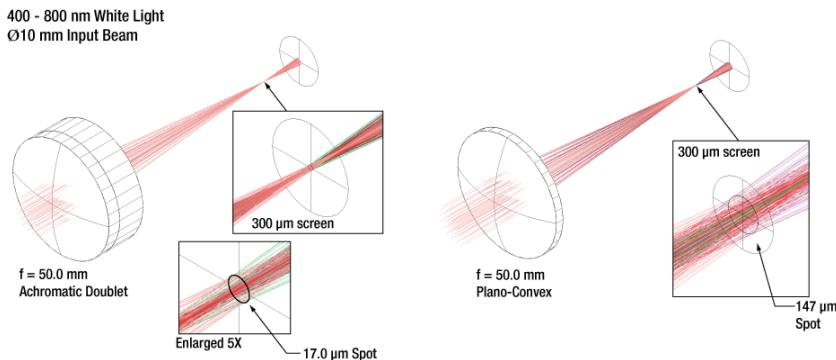 400 - 800 nm White Light
Ø10 mm Input Beam
300 µm screen
f = 50.0 mm
Achromatic Doublet
Enlarged 5X
17.0 µm Spot
300 µm screen
f = 50.0 mm
Plano-Convex
147 µm
Spot